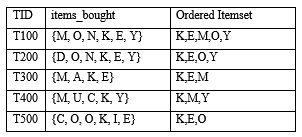 TID items_bought Ordered Itemset
T100 {M, O, N, K, E, Y} K,E,M,O,Y
T200 {D, O, N, K, E, Y} K,E,O,Y
T300 {M, A, K, E} K,E,M
T400 {M, U, C, K, Y} K,M,Y
T500 {C, O, O, K, I, E} K,E,O